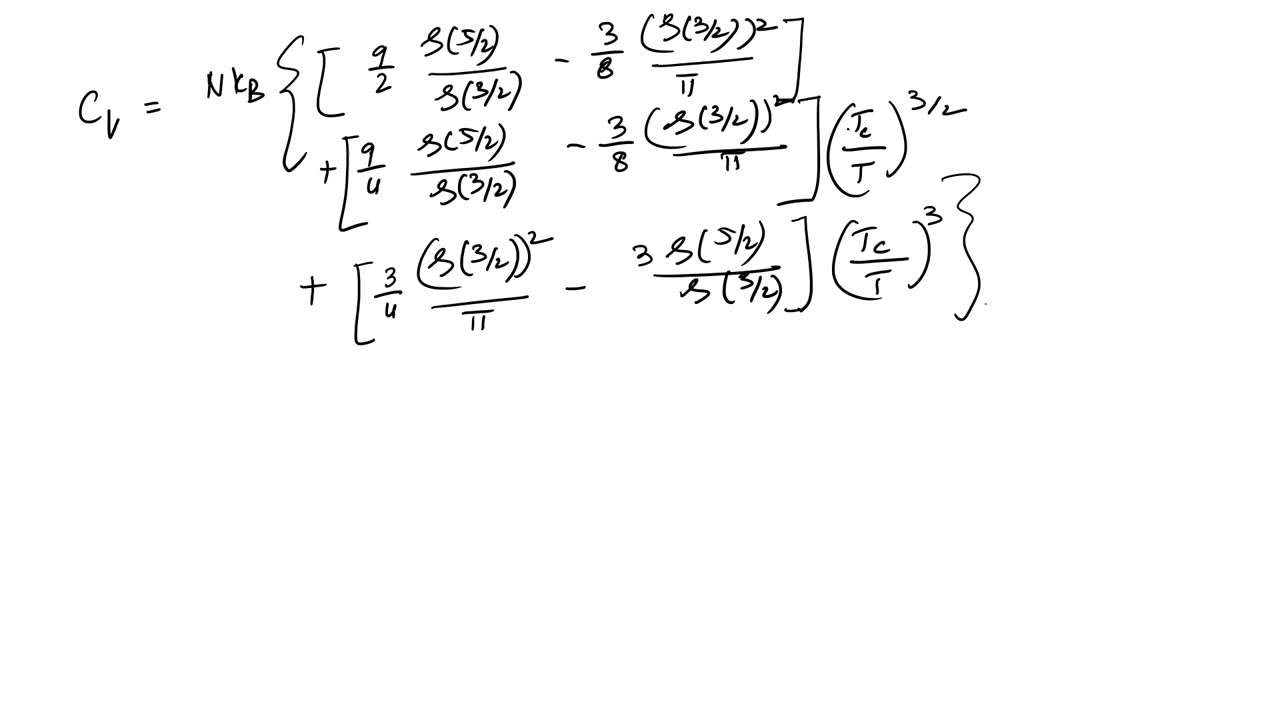 C_V = Nk_B { [ 9/2 ζ(5/2)/ζ(3/2) - 3/8 (ζ(3/2))²/π ]
+ [ 9/4 ζ(5/2)/ζ(3/2) - 3/8 (ζ(3/2))²/π ] (T_c/T)^{3/2}
+ [ 3/4 (ζ(3/2))²/π - 3 ζ(5/2)/ζ(3/2) ] (T_c/T)^3 }